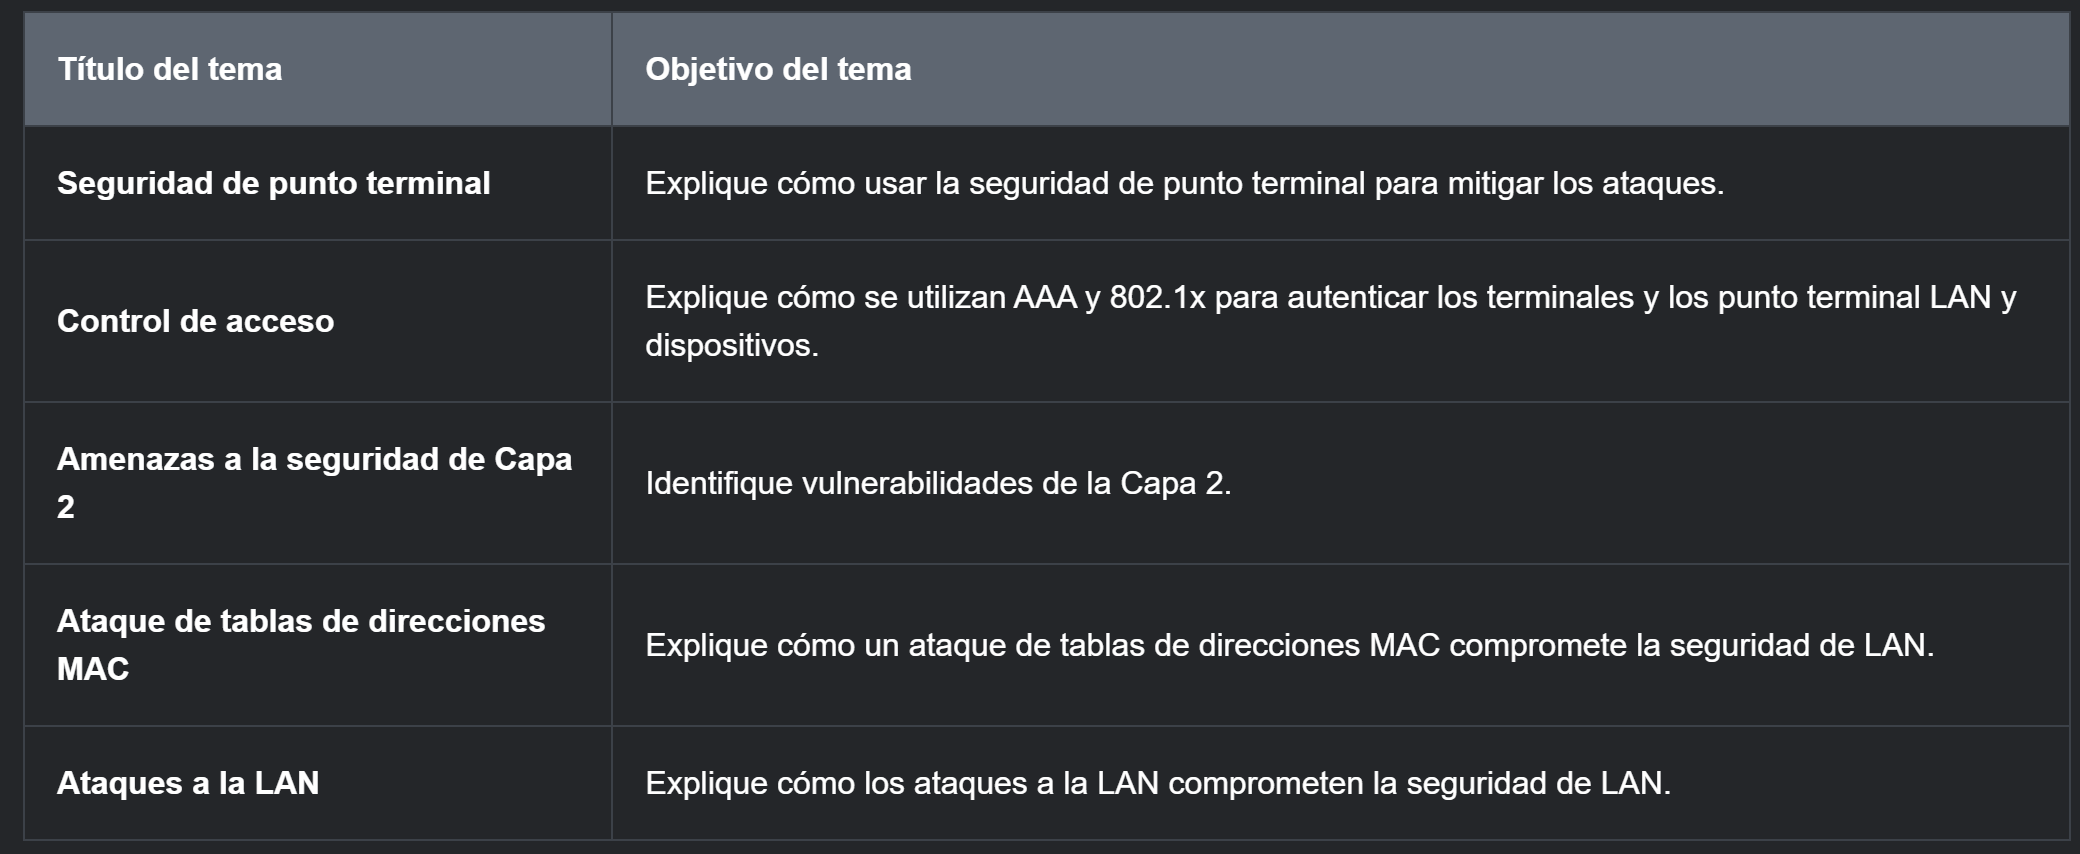 Título del tema
Objetivo del tema
Seguridad de punto terminal
Explique cómo usar la seguridad de punto terminal para mitigar los ataques.
Control de acceso
Explique cómo se utilizan AAA y 802.1x para autenticar los terminales y los punto terminal LAN y
dispositivos.
Amenazas a la seguridad de Capa
2
Identifique vulnerabilidades de la Capa 2.
Ataque de tablas de direcciones
MAC
Explique cómo un ataque de tablas de direcciones MAC compromete la seguridad de LAN.
Ataques a la LAN
Explique cómo los ataques a la LAN comprometen la seguridad de LAN.